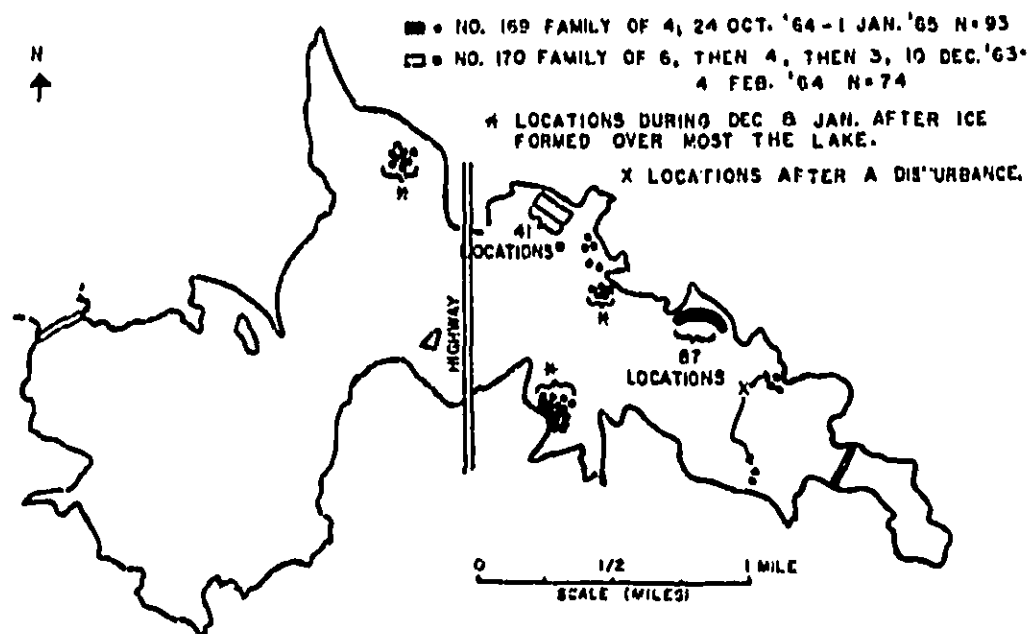 NO. 169 FAMILY OF 4, 24 OCT. '64-1 JAN. '65 N=93
NO. 170 FAMILY OF 6, THEN 4, THEN 3, 10 DEC. '63-
4 FEB. '64 N=74
* LOCATIONS DURING DEC & JAN. AFTER ICE
FORMED OVER MOST THE LAKE.
X LOCATIONS AFTER A DISTURBANCE.
N
*
41
LOCATIONS
*
HIGHWAY
67
LOCATIONS
*
X
0 1/2 1 MILE
SCALE (MILES)